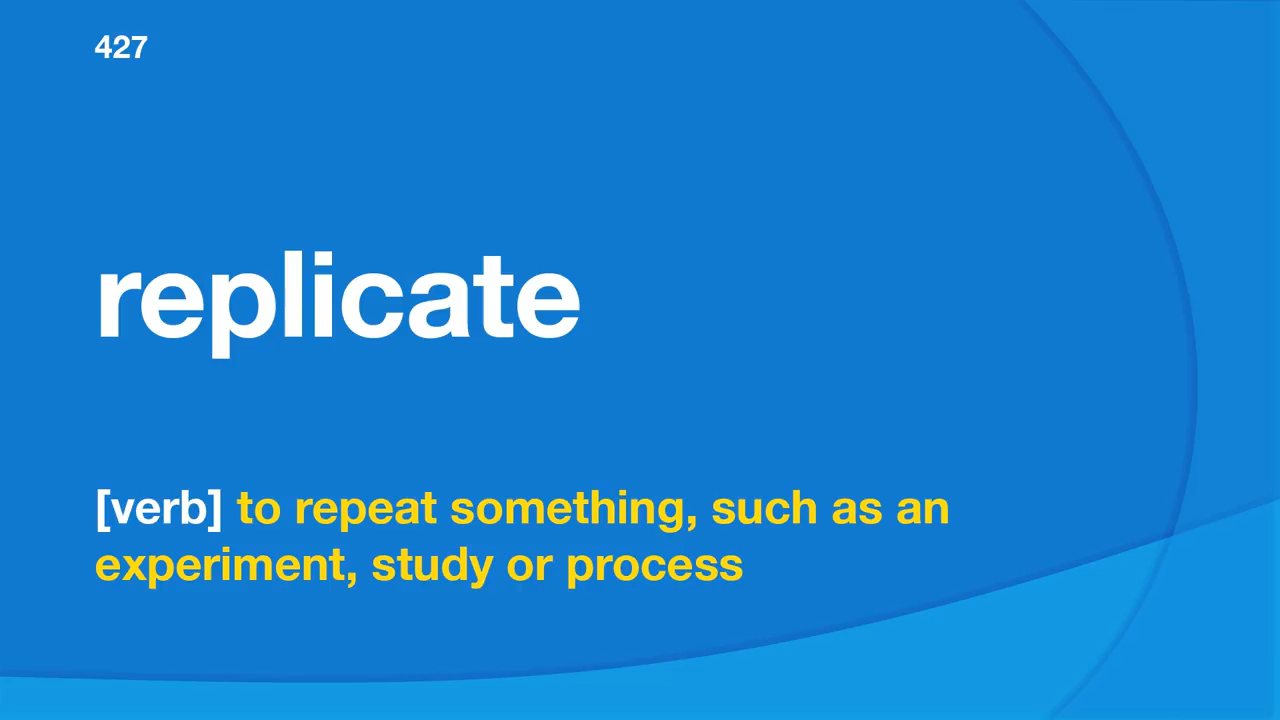 427
replicate
[verb] to repeat something, such as an
experiment, study or process